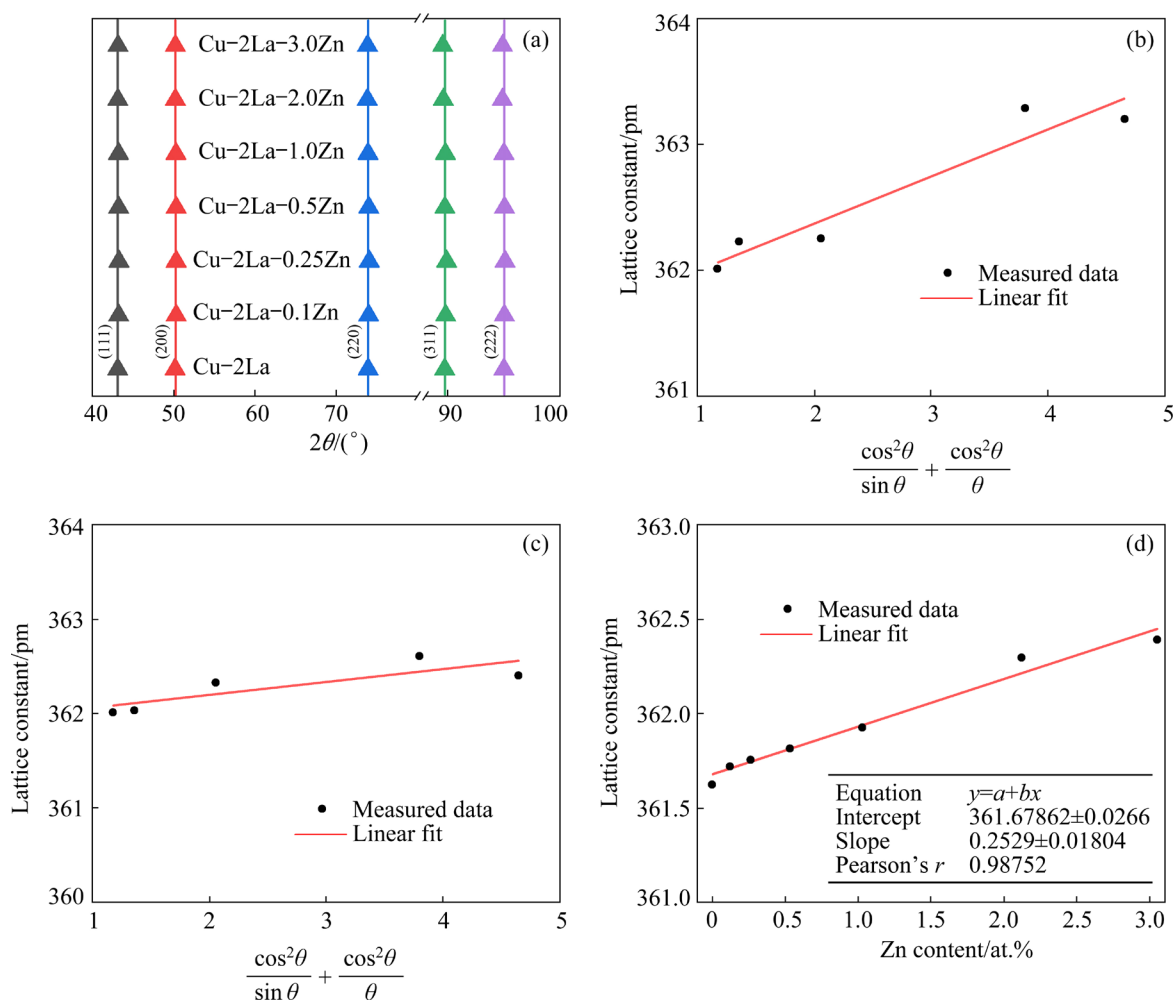 (a)
Cu−2La−3.0Zn
Cu−2La−2.0Zn
Cu−2La−1.0Zn
Cu−2La−0.5Zn
Cu−2La−0.25Zn
Cu−2La−0.1Zn
Cu−2La
(111)
(200)
(220)
(311)
(222)
40 50 60 70 90 100
2θ/(°)
(b)
Lattice constant/pm
364
363
362
361
Measured data
Linear fit
1 2 3 4 5
cos²θ/sin θ + cos²θ/θ
(c)
Lattice constant/pm
364
363
362
361
360
Measured data
Linear fit
1 2 3 4 5
cos²θ/sin θ + cos²θ/θ
(d)
Lattice constant/pm
363.0
362.5
362.0
361.5
361.0
Measured data
Linear fit
Equation y=a+bx
Intercept 361.67862±0.0266
Slope 0.2529±0.01804
Pearson's r 0.98752
0 0.5 1.0 1.5 2.0 2.5 3.0
Zn content/at.%